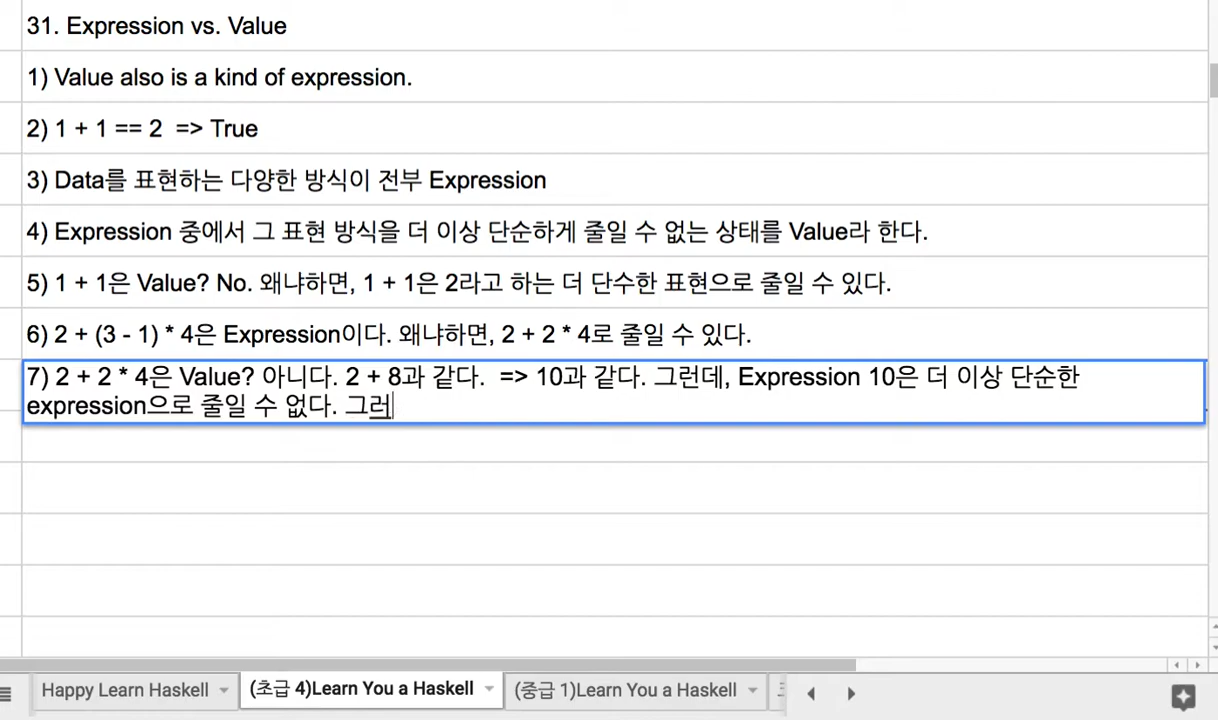 31. Expression vs. Value
1) Value also is a kind of expression.
2) 1 + 1 == 2  => True
3) Data를 표현하는 다양한 방식이 전부 Expression
4) Expression 중에서 그 표현 방식을 더 이상 단순하게 줄일 수 없는 상태를 Value라 한다.
5) 1 + 1은 Value? No. 왜냐하면, 1 + 1은 2라고 하는 더 단수한 표현으로 줄일 수 있다.
6) 2 + (3 - 1) * 4은 Expression이다. 왜냐하면, 2 + 2 * 4로 줄일 수 있다.
7) 2 + 2 * 4은 Value? 아니다. 2 + 8과 같다.  => 10과 같다. 그런데, Expression 10은 더 이상 단순한
expression으로 줄일 수 없다. 그러
Happy Learn Haskell (초급 4)Learn You a Haskell (중급 1)Learn You a Haskell